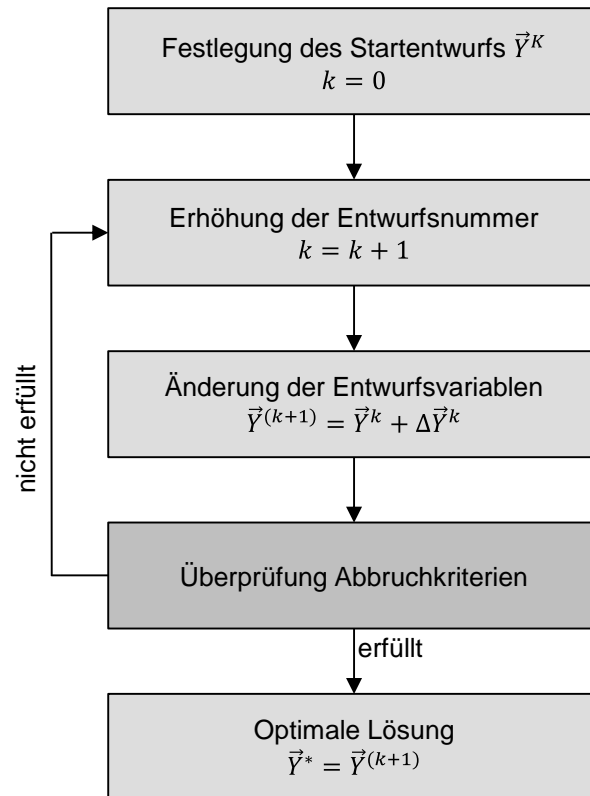 Festlegung des Startentwurfs $\vec{Y}^K$
$k = 0$
Erhöhung der Entwurfsnummer
$k = k + 1$
Änderung der Entwurfsvariablen
$\vec{Y}^{(k+1)} = \vec{Y}^k + \Delta\vec{Y}^k$
nicht erfüllt
Überprüfung Abbruchkriterien
erfüllt
Optimale Lösung
$\vec{Y}^* = \vec{Y}^{(k+1)}$